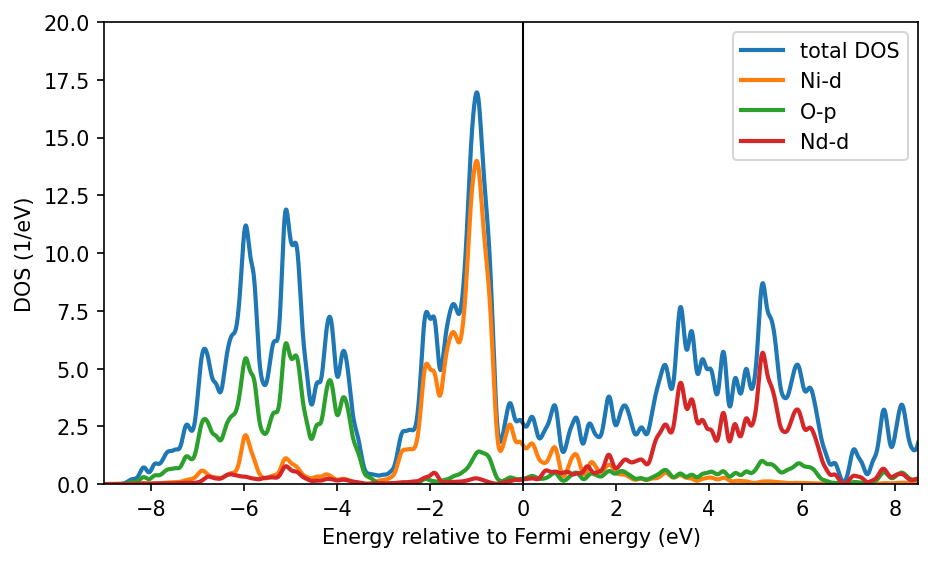 20.0
17.5
15.0
12.5
10.0
7.5
5.0
2.5
0.0
DOS (1/eV)
total DOS
Ni-d
O-p
Nd-d
−8 −6 −4 −2 0 2 4 6 8
Energy relative to Fermi energy (eV)